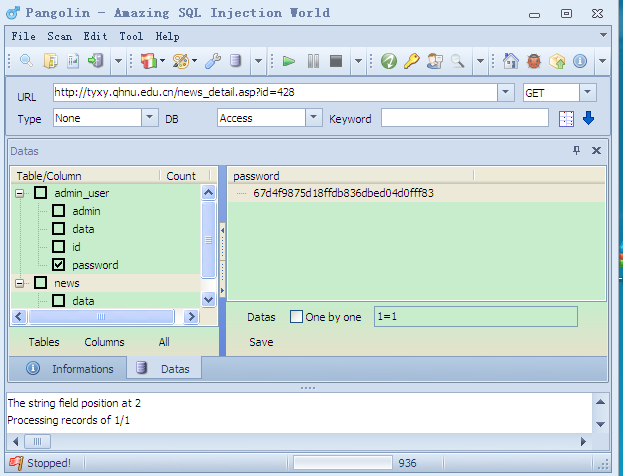 Pangolin - Amazing SQL Injection World
File Scan Edit Tool Help
URL http://tyxy.qhnu.edu.cn/news_detail.asp?id=428 GET
Type None DB Access Keyword
Datas
Table/Column Count
admin_user
admin
data
id
password
news
data
password
67d4f9875d18ffdb836dbed04d0fff83
Datas One by one 1=1
Tables Columns All
Save
Informations Datas
The string field position at 2
Processing records of 1/1
Stopped! 936